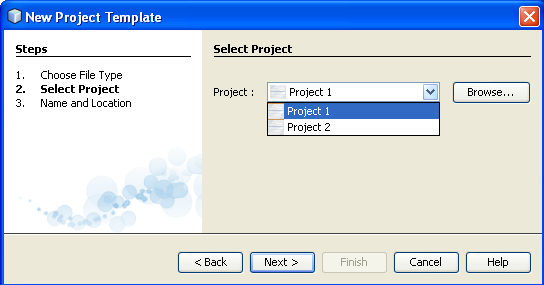 New Project Template
Steps
1. Choose File Type
2. Select Project
3. Name and Location
Select Project
Project : Project 1 Browse...
Project 1
Project 2
< Back Next > Finish Cancel Help